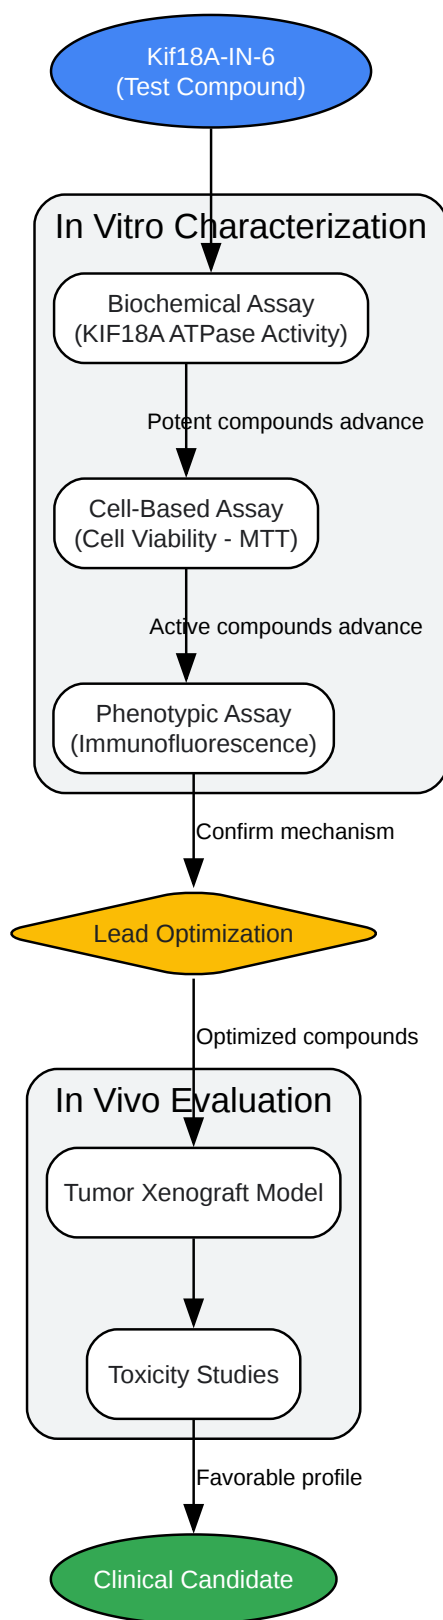 Kif18A-IN-6
(Test Compound)
In Vitro Characterization
Biochemical Assay
(KIF18A ATPase Activity)
Potent compounds advance
Cell-Based Assay
(Cell Viability - MTT)
Active compounds advance
Phenotypic Assay
(Immunofluorescence)
Confirm mechanism
Lead Optimization
Optimized compounds
In Vivo Evaluation
Tumor Xenograft Model
Toxicity Studies
Favorable profile
Clinical Candidate